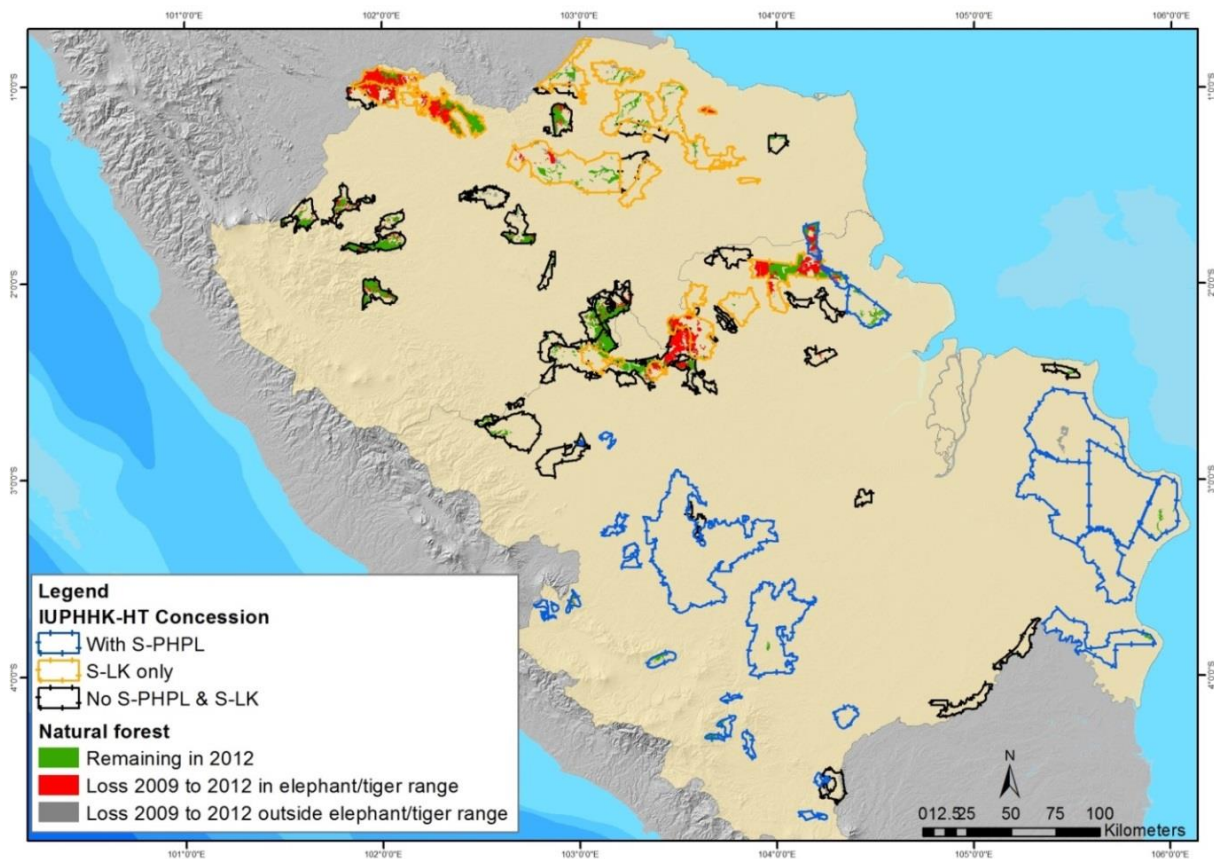 101°0'0"E 102°0'0"E 103°0'0"E 104°0'0"E 105°0'0"E 106°0'0"E
1°0'0"S 1°0'0"S
2°0'0"S 2°0'0"S
3°0'0"S 3°0'0"S
4°0'0"S 4°0'0"S
Legend
IUPHHK-HT Concession
With S-PHPL
S-LK only
No S-PHPL & S-LK
Natural forest
Remaining in 2012
Loss 2009 to 2012 in elephant/tiger range
Loss 2009 to 2012 outside elephant/tiger range
N
0 12.5 25 50 75 100
Kilometers
101°0'0"E 102°0'0"E 103°0'0"E 104°0'0"E 105°0'0"E 106°0'0"E